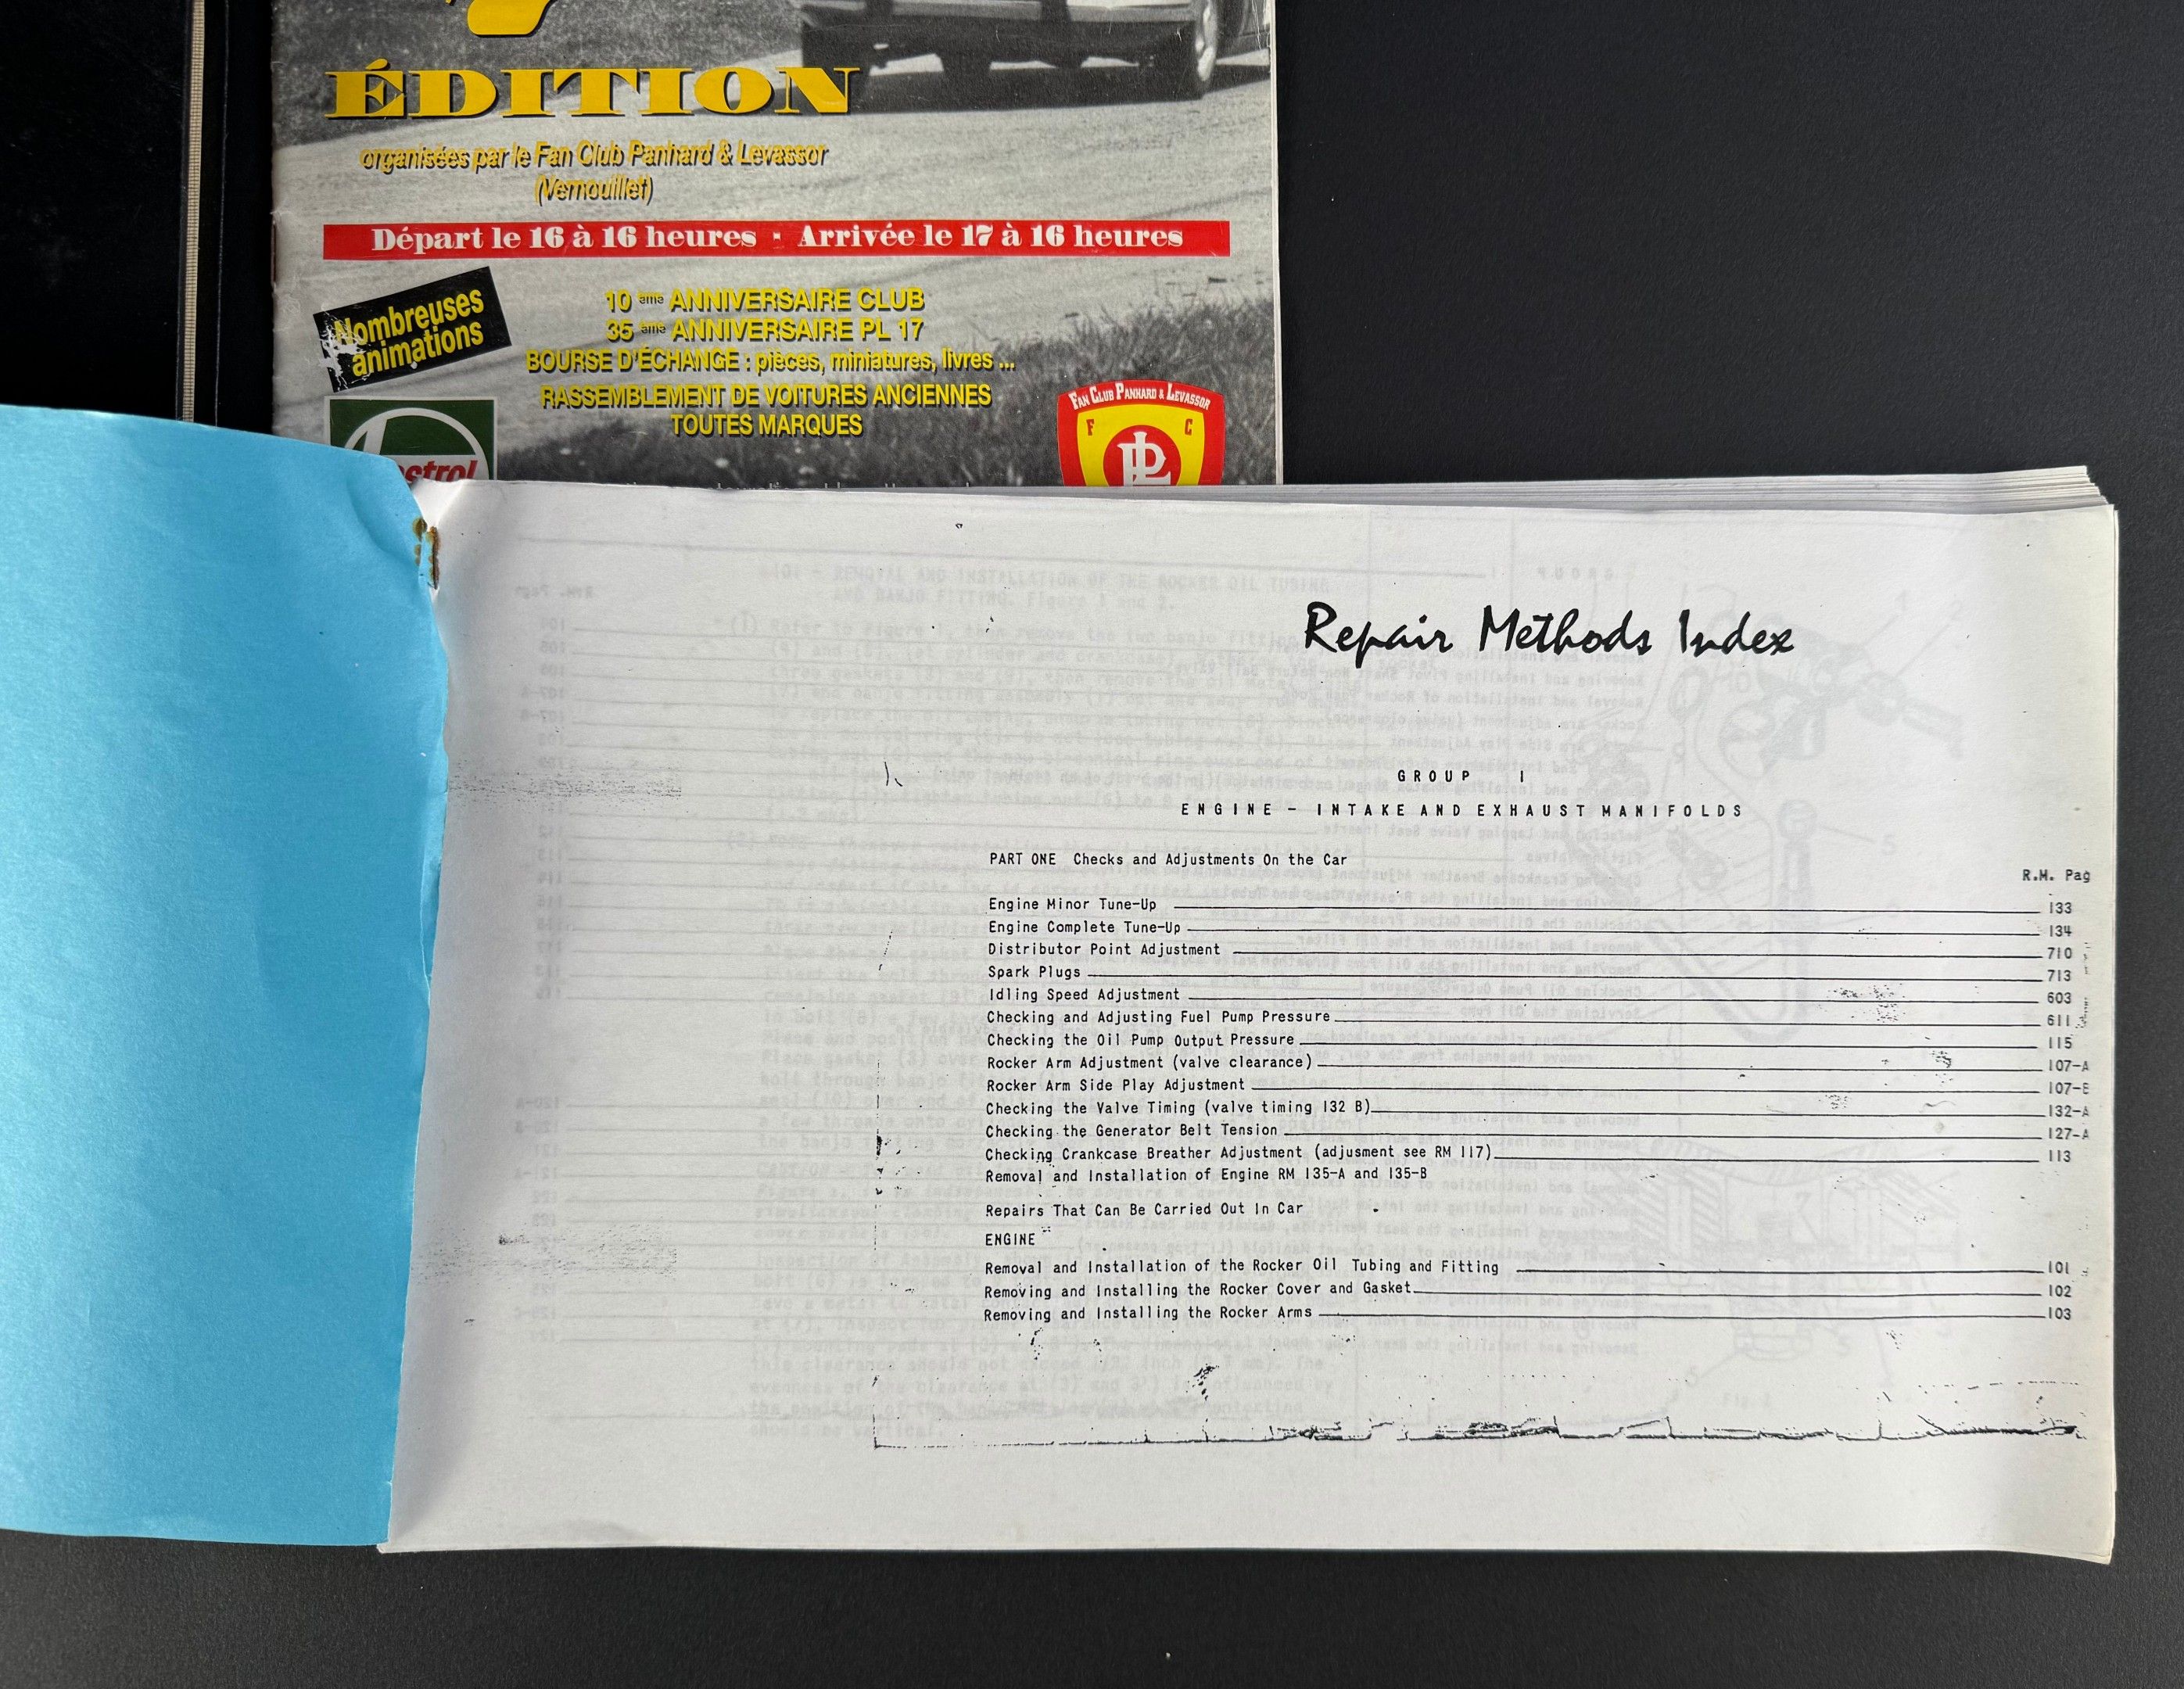 ÉDITION
organisées par le Fan Club Panhard & Levassor
(Vernouillet)
Départ le 16 à 16 heures · Arrivée le 17 à 16 heures
Nombreuses
animations
10 ème ANNIVERSAIRE CLUB
35 ème ANNIVERSAIRE PL 17
BOURSE D'ÉCHANGE : pièces, miniatures, livres ...
RASSEMBLEMENT DE VOITURES ANCIENNES
TOUTES MARQUES
FAN CLUB PANHARD & LEVASSOR
F C
PL
Repair Methods Index
GROUP I
ENGINE - INTAKE AND EXHAUST MANIFOLDS
PART ONE Checks and Adjustments On the Car
R.M. Pag
Engine Minor Tune-Up 133
Engine Complete Tune-Up 134
Distributor Point Adjustment 710
Spark Plugs 713
Idling Speed Adjustment 603
Checking and Adjusting Fuel Pump Pressure 611
Checking the Oil Pump Output Pressure 115
Rocker Arm Adjustment (valve clearance) 107-A
Rocker Arm Side Play Adjustment
Checking the Valve Timing (valve timing 132 B) 132-A
Checking the Generator Belt Tension 127-A
Checking Crankcase Breather Adjustment (adjusment see RM 117) 113
Removal and Installation of Engine RM 135-A and 135-B
Repairs That Can Be Carried Out In Car
ENGINE
Removal and Installation of the Rocker Oil Tubing and Fitting 101
Removing and Installing the Rocker Cover and Gasket 102
Removing and Installing the Rocker Arms 103